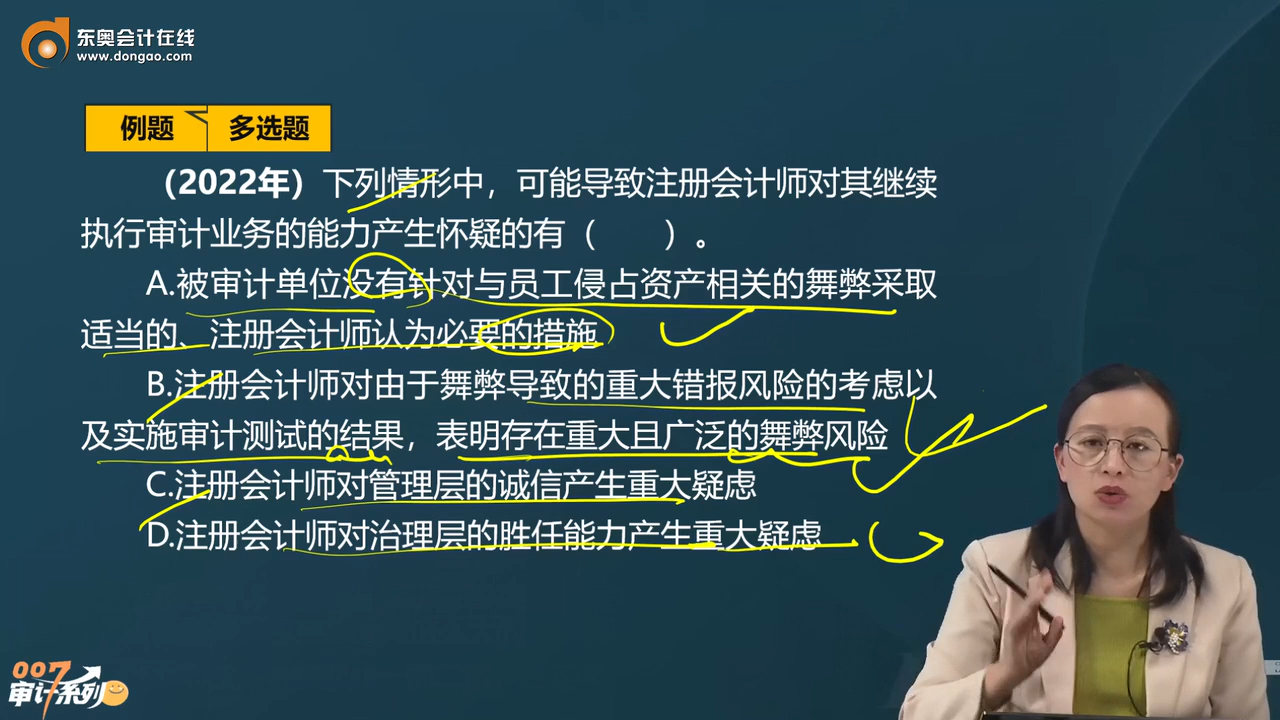 东奥会计在线
www.dongao.com
例题 多选题
（2022年）下列情形中，可能导致注册会计师对其继续
执行审计业务的能力产生怀疑的有（　　）。
A.被审计单位没有针对与员工侵占资产相关的舞弊采取
适当的、注册会计师认为必要的措施
B.注册会计师对由于舞弊导致的重大错报风险的考虑以
及实施审计测试的结果，表明存在重大且广泛的舞弊风险
C.注册会计师对管理层的诚信产生重大疑虑
D.注册会计师对治理层的胜任能力产生重大疑虑
007
审计系列